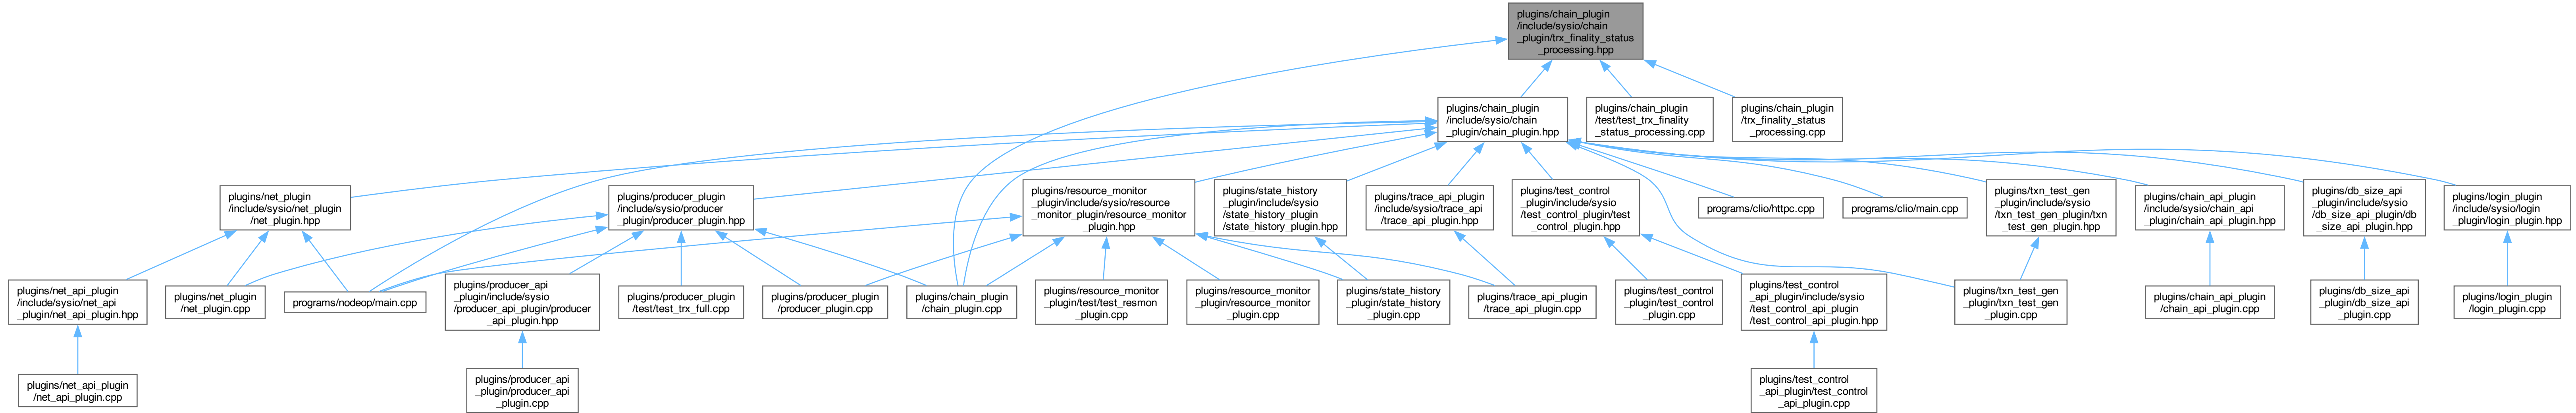 plugins/chain_plugin
/include/sysio/chain
_plugin/trx_finality_status
_processing.hpp
plugins/chain_plugin
/include/sysio/chain
_plugin/chain_plugin.hpp
plugins/chain_plugin
/test/test_trx_finality
_status_processing.cpp
plugins/chain_plugin
/trx_finality_status
_processing.cpp
plugins/net_plugin
/include/sysio/net_plugin
/net_plugin.hpp
plugins/producer_plugin
/include/sysio/producer
_plugin/producer_plugin.hpp
plugins/resource_monitor
_plugin/include/sysio/resource
_monitor_plugin/resource_monitor
_plugin.hpp
plugins/state_history
_plugin/include/sysio
/state_history_plugin
/state_history_plugin.hpp
plugins/trace_api_plugin
/include/sysio/trace_api
/trace_api_plugin.hpp
plugins/test_control
_plugin/include/sysio
/test_control_plugin/test
_control_plugin.hpp
programs/clio/httpc.cpp
programs/clio/main.cpp
plugins/txn_test_gen
_plugin/include/sysio
/txn_test_gen_plugin/txn
_test_gen_plugin.hpp
plugins/chain_api_plugin
/include/sysio/chain_api
_plugin/chain_api_plugin.hpp
plugins/db_size_api
_plugin/include/sysio
/db_size_api_plugin/db
_size_api_plugin.hpp
plugins/login_plugin
/include/sysio/login
_plugin/login_plugin.hpp
plugins/net_api_plugin
/include/sysio/net_api
_plugin/net_api_plugin.hpp
plugins/net_plugin
/net_plugin.cpp
programs/nodeop/main.cpp
plugins/producer_api
_plugin/include/sysio
/producer_api_plugin/producer
_api_plugin.hpp
plugins/producer_plugin
/test/test_trx_full.cpp
plugins/producer_plugin
/producer_plugin.cpp
plugins/chain_plugin
/chain_plugin.cpp
plugins/resource_monitor
_plugin/test/test_resmon
_plugin.cpp
plugins/resource_monitor
_plugin/resource_monitor
_plugin.cpp
plugins/state_history
_plugin/state_history
_plugin.cpp
plugins/trace_api_plugin
/trace_api_plugin.cpp
plugins/test_control
_plugin/test_control
_plugin.cpp
plugins/test_control
_api_plugin/include/sysio
/test_control_api_plugin
/test_control_api_plugin.hpp
plugins/txn_test_gen
_plugin/txn_test_gen
_plugin.cpp
plugins/chain_api_plugin
/chain_api_plugin.cpp
plugins/db_size_api
_plugin/db_size_api
_plugin.cpp
plugins/login_plugin
/login_plugin.cpp
plugins/net_api_plugin
/net_api_plugin.cpp
plugins/producer_api
_plugin/producer_api
_plugin.cpp
plugins/test_control
_api_plugin/test_control
_api_plugin.cpp